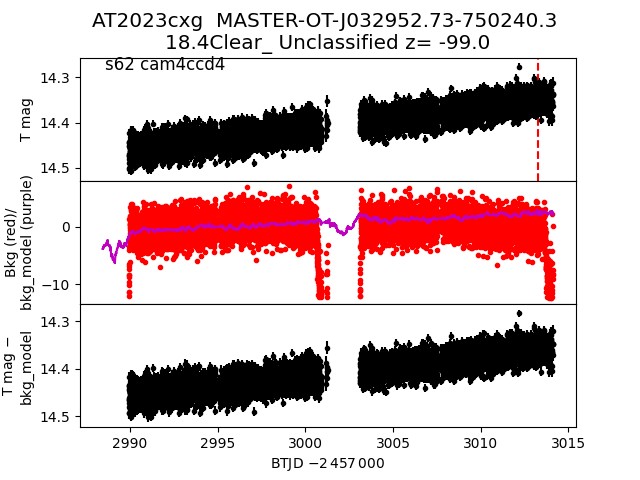 AT2023cxg MASTER-OT-J032952.73-750240.3
18.4Clear_ Unclassified z= -99.0
s62 cam4ccd4
T mag
14.3
14.4
14.5
Bkg (red)/
bkg_model (purple)
0
−10
T mag −
bkg_model
14.3
14.4
14.5
2990
2995
3000
3005
3010
3015
BTJD −2 457 000